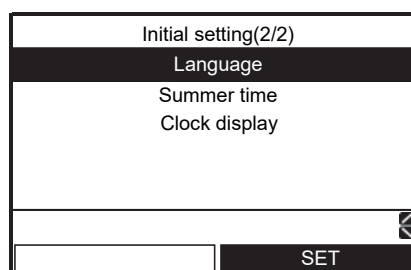 Initial setting(2/2)
Language
Summer time
Clock display
SET